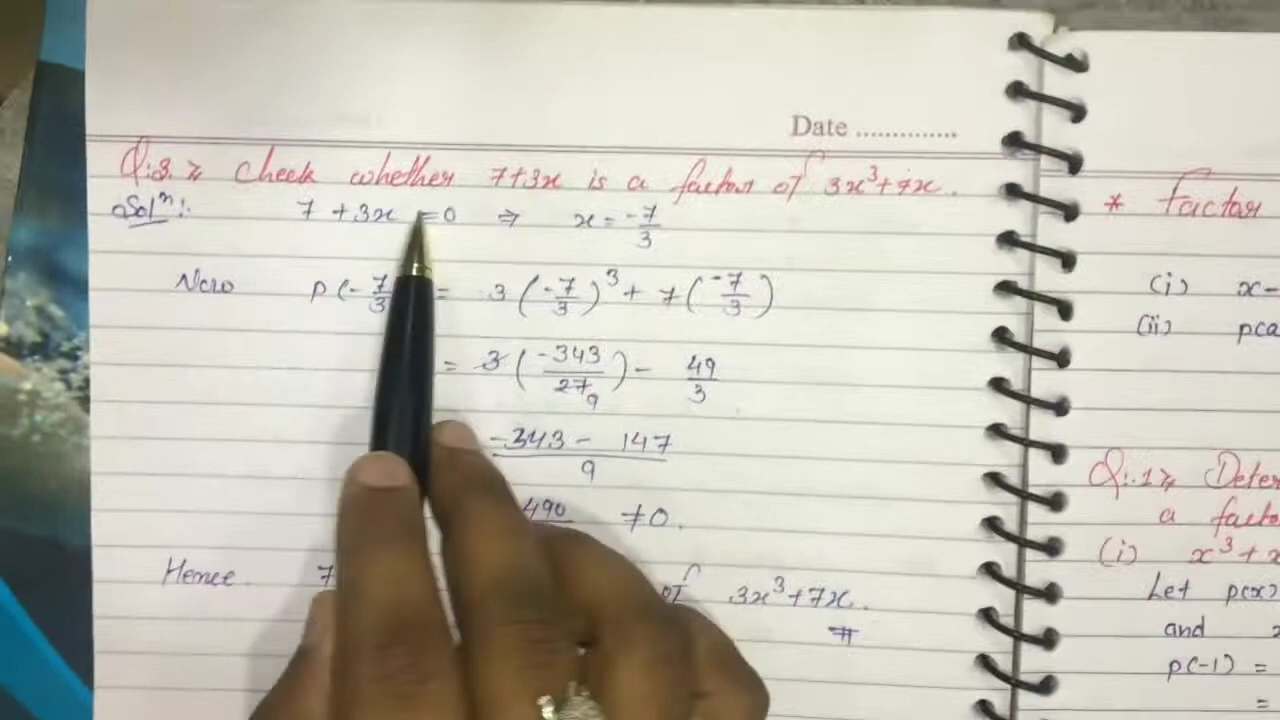 Date ..............
Q:3.⇒ Check whether 7+3x is a factor of 3x³+7x.
Solⁿ:. 7 +3x =0 ⇒ x = -7/3
Now p(-7/3 = 3(-7/3)³ + 7(-7/3)
= 3(-343/27 9) - 49/3
-343 - 147 / 9
490 ≠0.
Hence 7 of 3x³+7x.
* Factor
(i) x-
(ii) p(a
Q:.1⇒ Deter
a facto
(i) x³+x
Let p(x)
and
p(-1) =
=